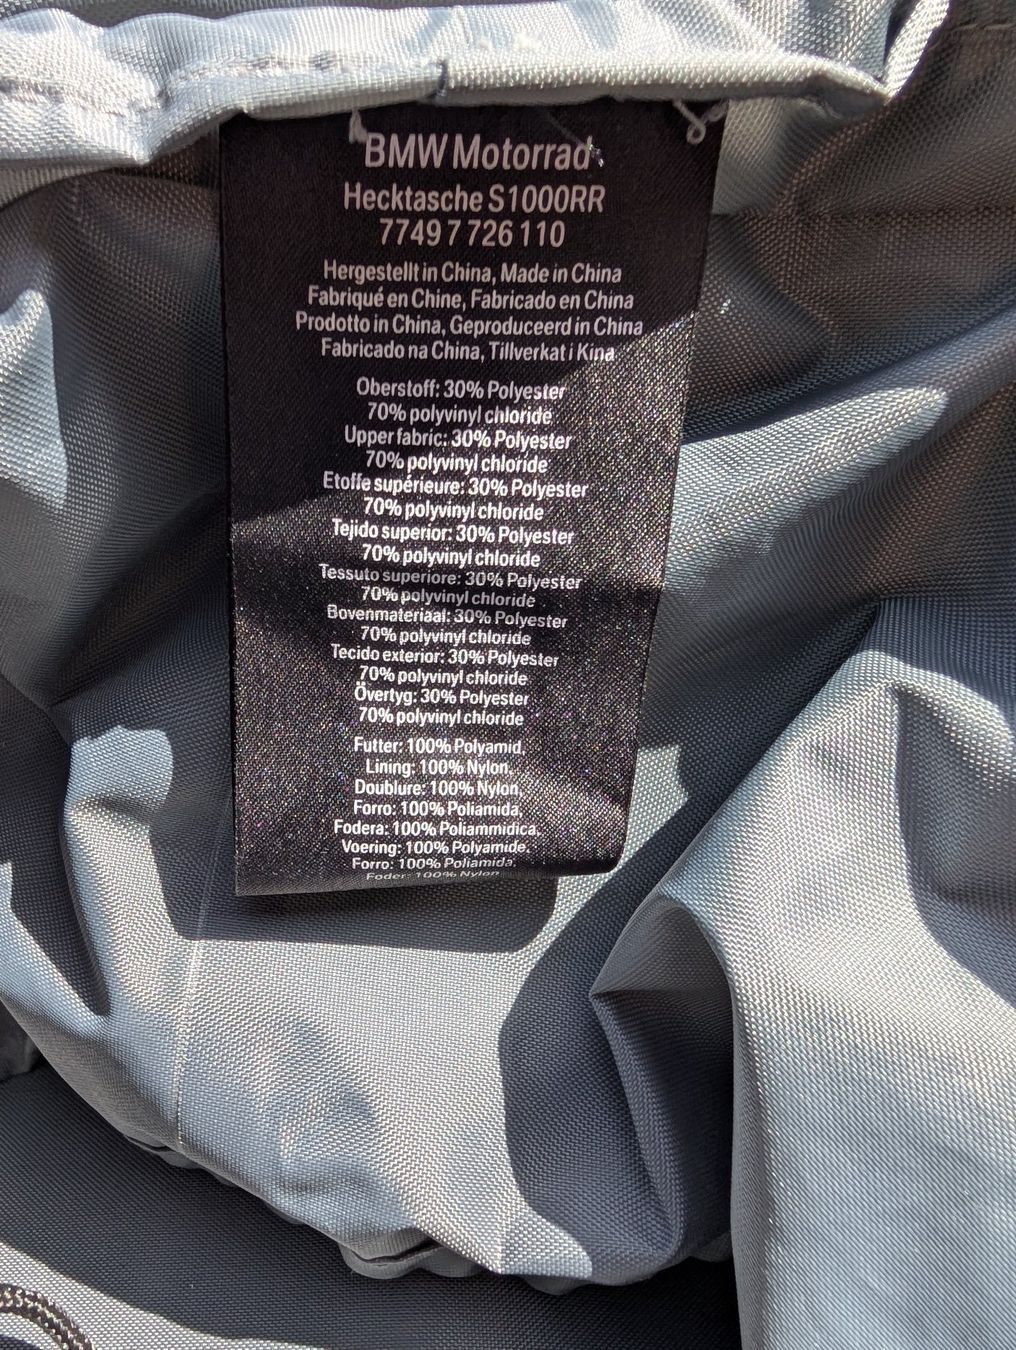 BMW Motorrad
Hecktasche S1000RR
7749 7 726 110
Hergestellt in China, Made in China
Fabriqué en Chine, Fabricado en China
Prodotto in China, Geproduceerd in China
Fabricado na China, Tillverkat i Kina
Oberstoff: 30% Polyester
70% polyvinyl chloride
Upper fabric: 30% Polyester
70% polyvinyl chloride
Etoffe supérieure: 30% Polyester
70% polyvinyl chloride
Tejido superior: 30% Polyester
70% polyvinyl chloride
Tessuto superiore: 30% Polyester
70% polyvinyl chloride
Bovenmateriaal: 30% Polyester
70% polyvinyl chloride
Tecido exterior: 30% Polyester
70% polyvinyl chloride
Övertyg: 30% Polyester
70% polyvinyl chloride
Futter: 100% Polyamid,
Lining: 100% Nylon,
Doublure: 100% Nylon,
Forro: 100% Poliamida,
Fodera: 100% Poliammidica,
Voering: 100% Polyamide,
Forro: 100% Poliamida,
Foder: 100% Nylon